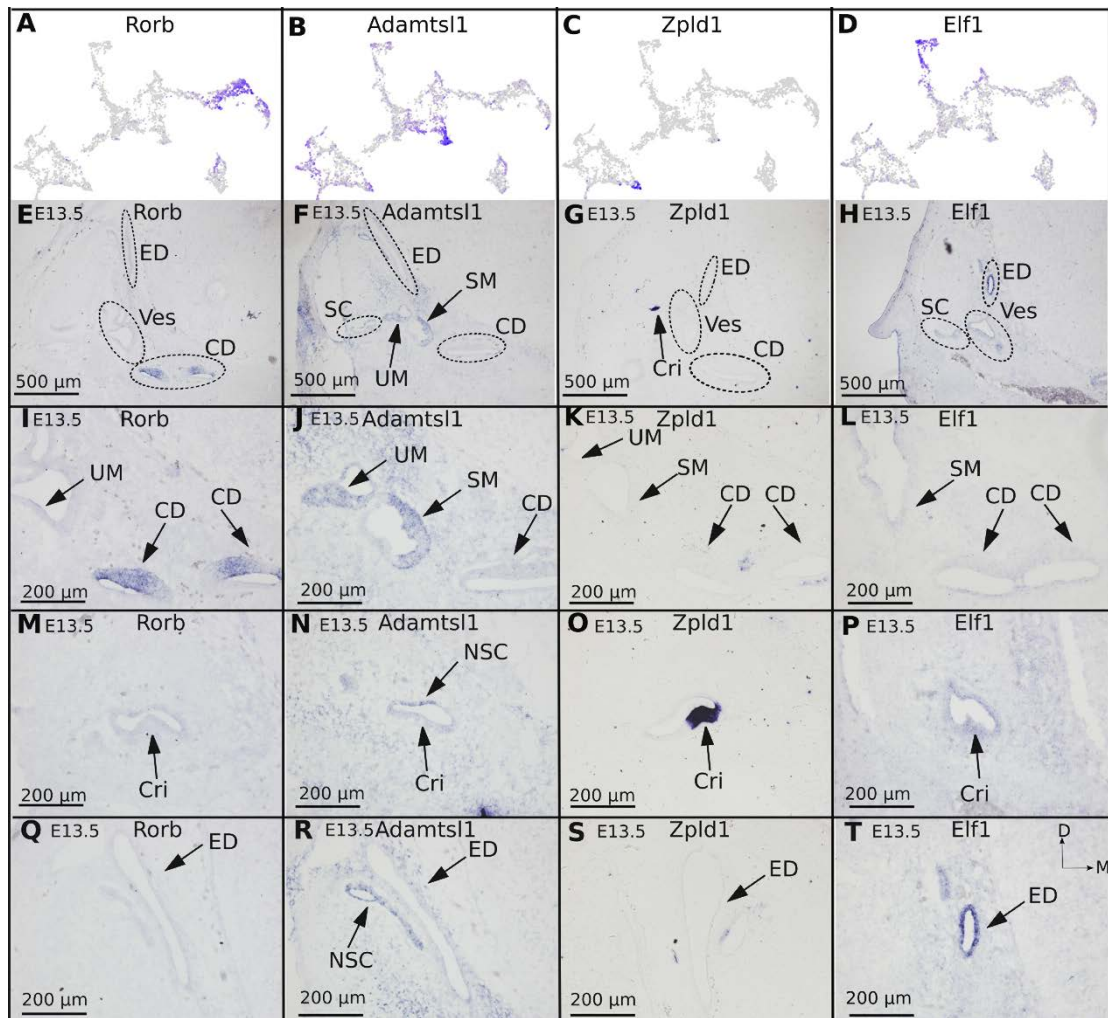 A Rorb
B Adamtsl1
C Zpld1
D Elf1
E E13.5 Rorb
ED
Ves
CD
500 µm
F E13.5 Adamtsl1
ED
SM
SC
CD
UM
500 µm
G E13.5 Zpld1
ED
Ves
Cri
CD
500 µm
H E13.5 Elf1
ED
SC
Ves
500 µm
I E13.5 Rorb
UM
CD
CD
200 µm
J E13.5 Adamtsl1
UM
SM
CD
200 µm
K E13.5 Zpld1
UM
SM
CD
CD
200 µm
L E13.5 Elf1
SM
CD
CD
200 µm
M E13.5 Rorb
Cri
200 µm
N E13.5 Adamtsl1
NSC
Cri
200 µm
O E13.5 Zpld1
Cri
200 µm
P E13.5 Elf1
Cri
200 µm
Q E13.5 Rorb
ED
200 µm
R E13.5 Adamtsl1
ED
NSC
200 µm
S E13.5 Zpld1
ED
200 µm
T E13.5 Elf1
D
M
ED
200 µm